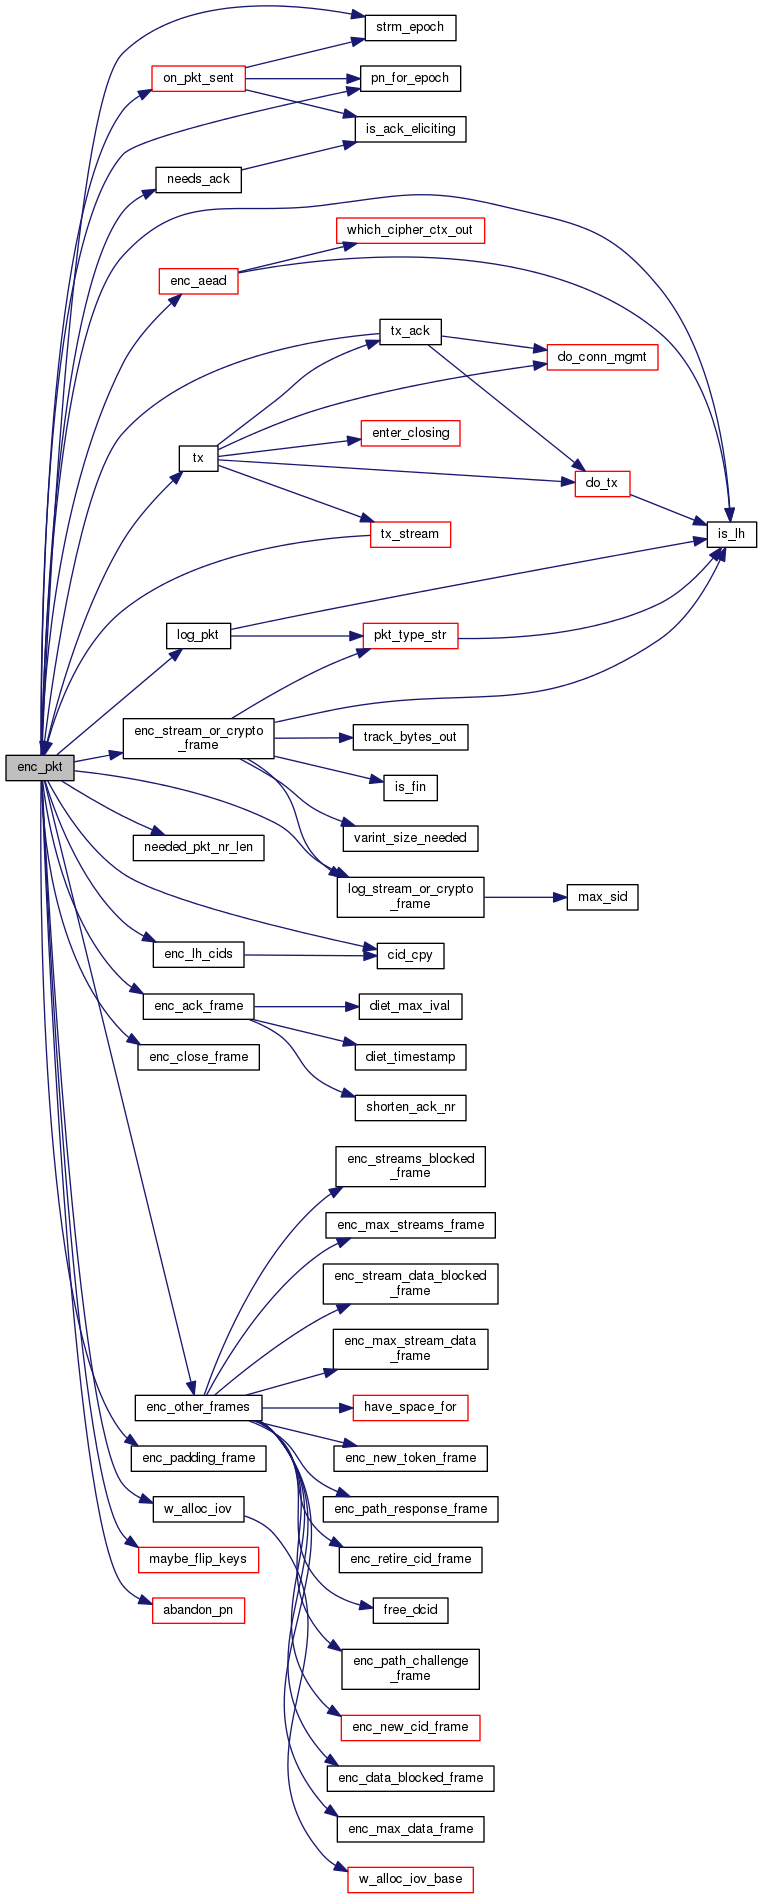 strm_epoch
on_pkt_sent
pn_for_epoch
is_ack_eliciting
needs_ack
which_cipher_ctx_out
enc_aead
tx_ack
do_conn_mgmt
enter_closing
tx
do_tx
tx_stream
is_lh
log_pkt
pkt_type_str
enc_stream_or_crypto
_frame
track_bytes_out
enc_pkt
is_fin
varint_size_needed
needed_pkt_nr_len
log_stream_or_crypto
_frame
max_sid
enc_lh_cids
cid_cpy
enc_ack_frame
diet_max_ival
enc_close_frame
diet_timestamp
shorten_ack_nr
enc_streams_blocked
_frame
enc_max_streams_frame
enc_stream_data_blocked
_frame
enc_max_stream_data
_frame
enc_other_frames
have_space_for
enc_padding_frame
enc_new_token_frame
w_alloc_iov
enc_path_response_frame
maybe_flip_keys
enc_retire_cid_frame
abandon_pn
free_dcid
enc_path_challenge
_frame
enc_new_cid_frame
enc_data_blocked_frame
enc_max_data_frame
w_alloc_iov_base